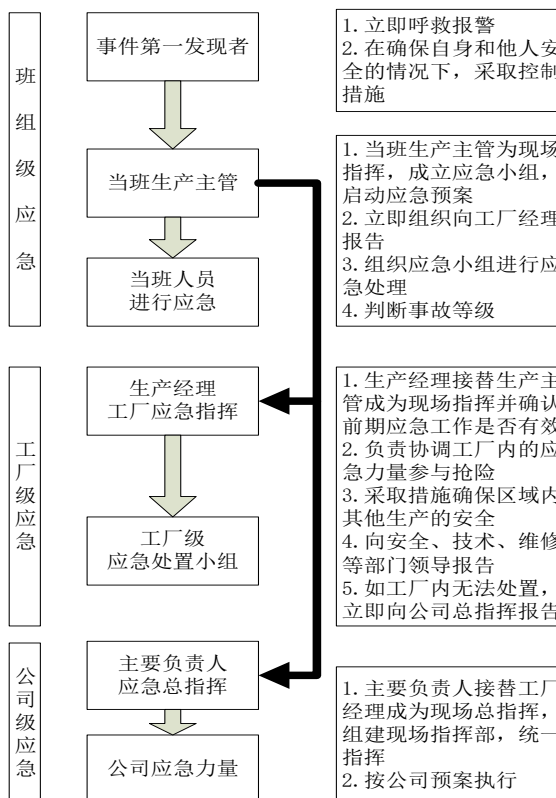 班
组
级
应
急
事件第一发现者
当班生产主管
当班人员
进行应急
1. 立即呼救报警
2. 在确保自身和他人安
全的情况下，采取控制
措施
1. 当班生产主管为现场
指挥，成立应急小组，
启动应急预案
2. 立即组织向工厂经理
报告
3. 组织应急小组进行应
急处理
4. 判断事故等级
工
厂
级
应
急
生产经理
工厂应急指挥
工厂级
应急处置小组
1. 生产经理接替生产主
管成为现场指挥并确认
前期应急工作是否有效
2. 负责协调工厂内的应
急力量参与抢险
3. 采取措施确保区域内
其他生产的安全
4. 向安全、技术、维修
等部门领导报告
5. 如工厂内无法处置，
立即向公司总指挥报告
公
司
级
应
急
主要负责人
应急总指挥
公司应急力量
1. 主要负责人接替工厂
经理成为现场总指挥，
组建现场指挥部，统一
指挥
2. 按公司预案执行